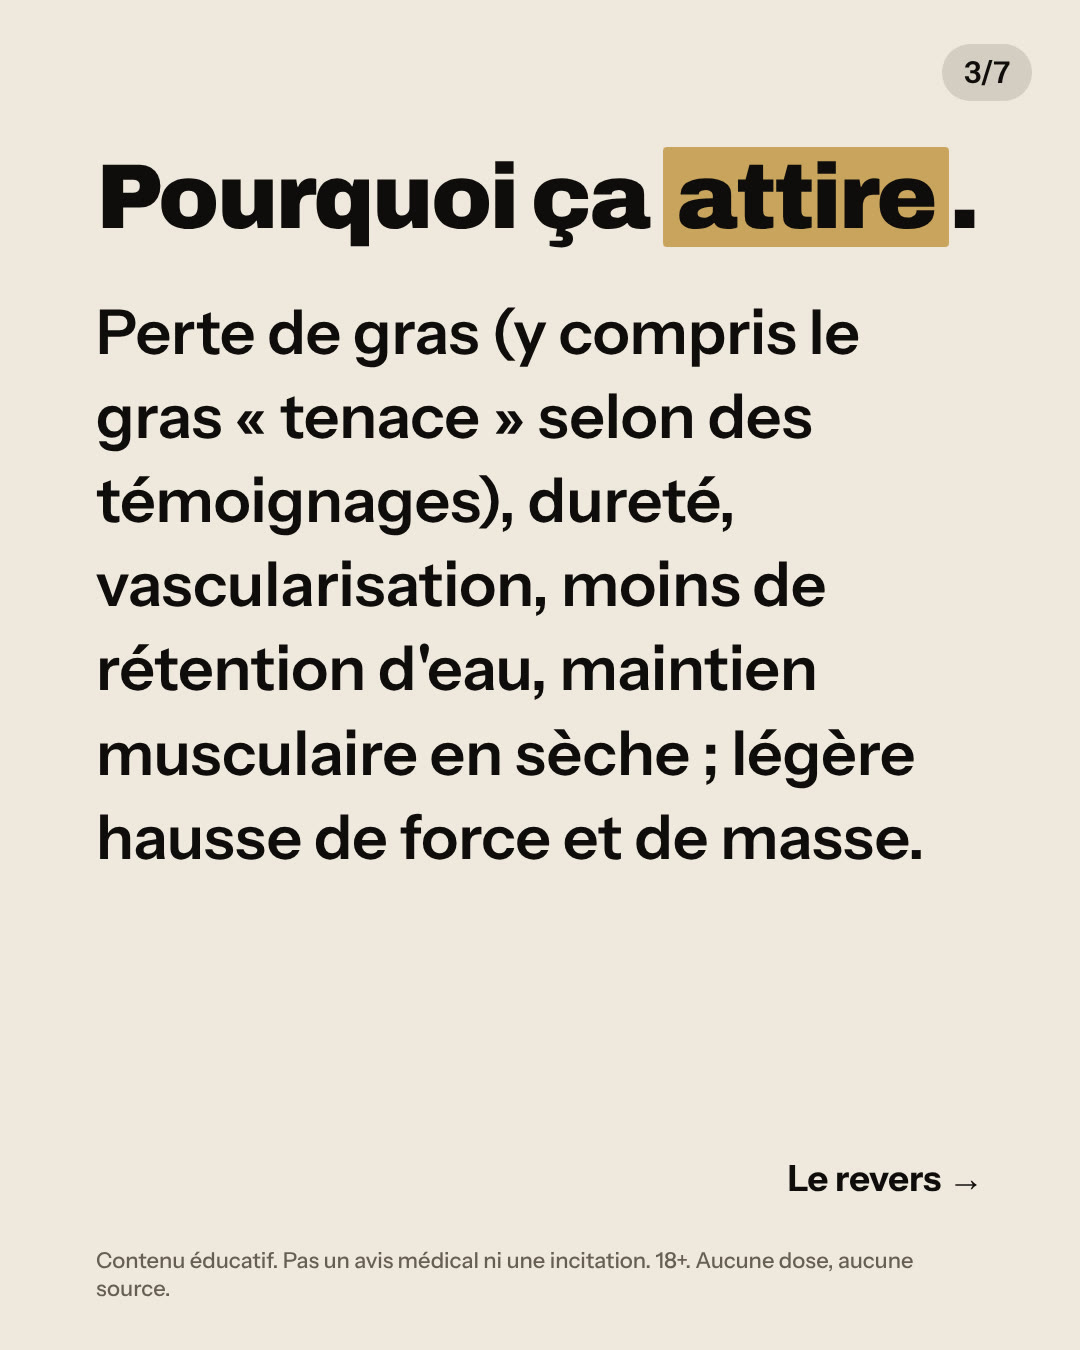 3/7
Pourquoi ça attire.
Perte de gras (y compris le
gras « tenace » selon des
témoignages), dureté,
vascularisation, moins de
rétention d'eau, maintien
musculaire en sèche ; légère
hausse de force et de masse.
Le revers →
Contenu éducatif. Pas un avis médical ni une incitation. 18+. Aucune dose, aucune
source.